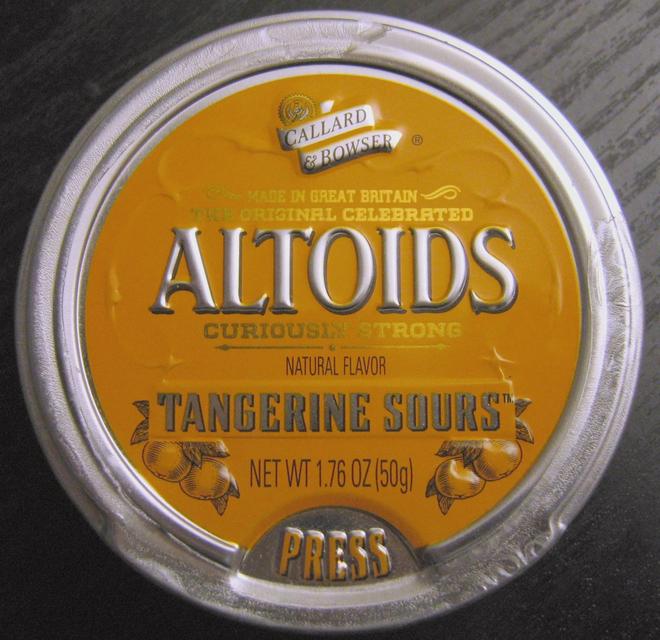 CALLARD
& BOWSER ®
MADE IN GREAT BRITAIN
THE ORIGINAL CELEBRATED
ALTOIDS
CURIOUSLY STRONG
NATURAL FLAVOR
TANGERINE SOURS™
NET WT 1.76 OZ (50g)
PRESS